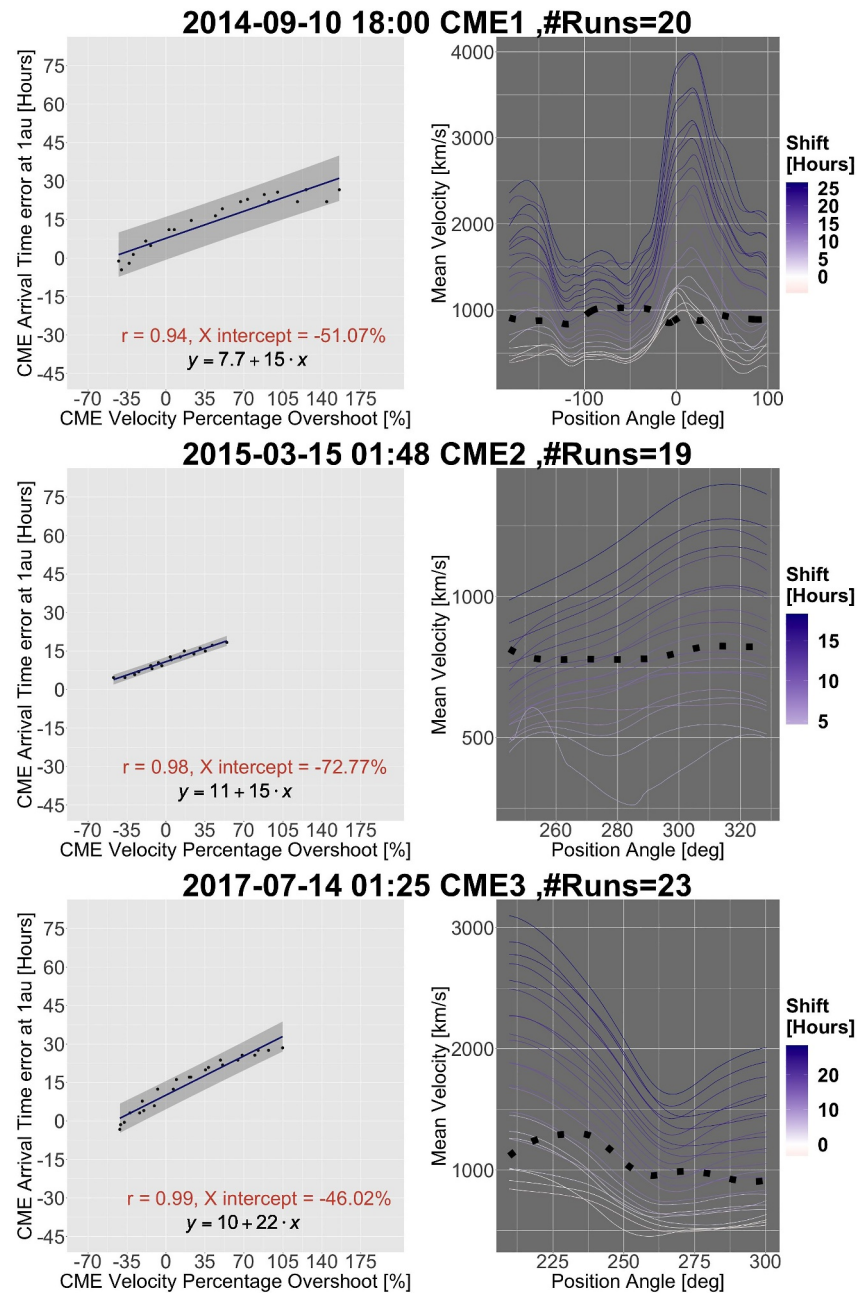 2014-09-10 18:00 CME1 ,#Runs=20
CME Arrival Time error at 1au [Hours]
75
60
45
30
15
0
-15
-30
-45
r = 0.94, X intercept = -51.07%
y = 7.7 + 15 · x
-70 -35 0 35 70 105 140 175
CME Velocity Percentage Overshoot [%]
Mean Velocity [km/s]
4000
3000
2000
1000
-100 0 100
Position Angle [deg]
Shift
[Hours]
25
20
15
10
5
0
2015-03-15 01:48 CME2 ,#Runs=19
CME Arrival Time error at 1au [Hours]
75
60
45
30
15
0
-15
-30
-45
r = 0.98, X intercept = -72.77%
y = 11 + 15 · x
-70 -35 0 35 70 105 140 175
CME Velocity Percentage Overshoot [%]
Mean Velocity [km/s]
1000
500
260 280 300 320
Position Angle [deg]
Shift
[Hours]
15
10
5
2017-07-14 01:25 CME3 ,#Runs=23
CME Arrival Time error at 1au [Hours]
75
60
45
30
15
0
-15
-30
-45
r = 0.99, X intercept = -46.02%
y = 10 + 22 · x
-70 -35 0 35 70 105 140 175
CME Velocity Percentage Overshoot [%]
Mean Velocity [km/s]
3000
2000
1000
225 250 275 300
Position Angle [deg]
Shift
[Hours]
20
10
0